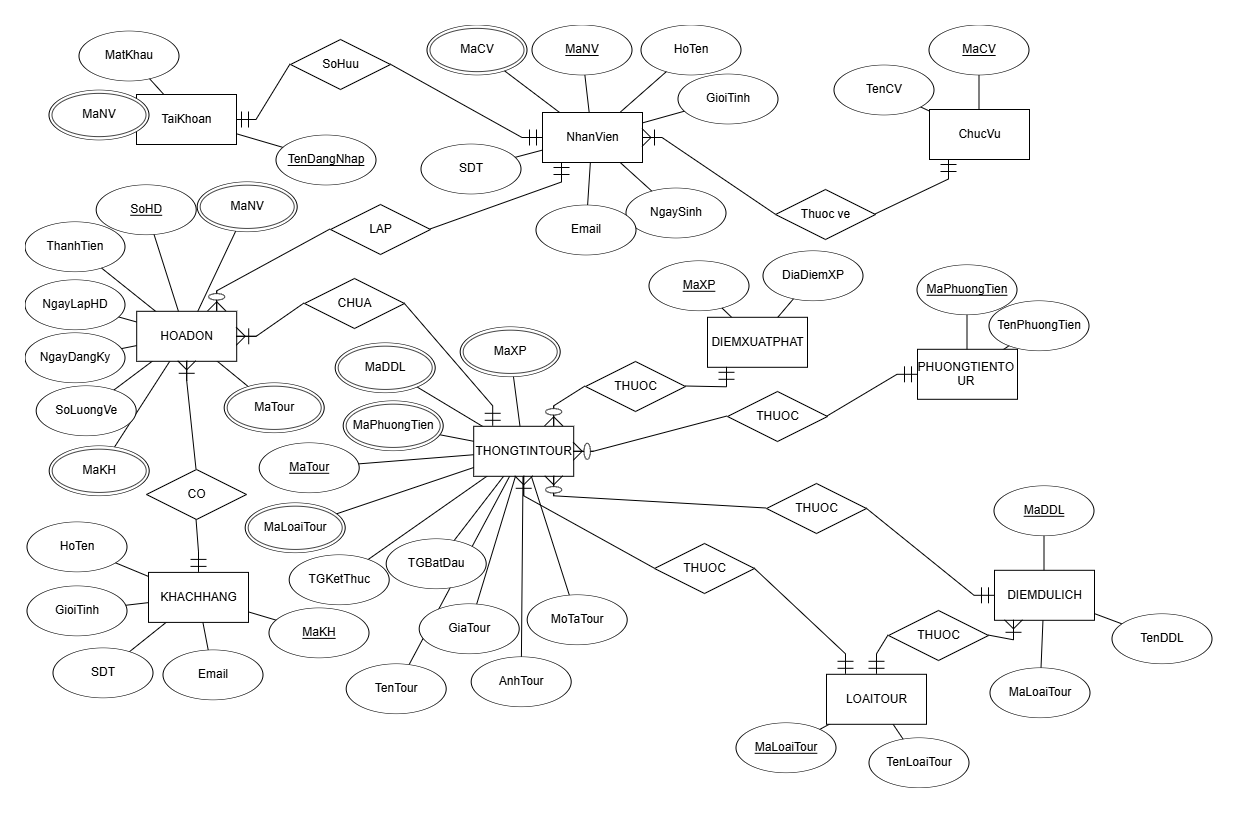 MatKhau
MaNV
TaiKhoan
TenDangNhap
SoHuu
MaCV
MaNV
HoTen
GioiTinh
NhanVien
SDT
Email
NgaySinh
MaCV
TenCV
ChucVu
Thuoc ve
SoHD
MaNV
LAP
ThanhTien
NgayLapHD
HOADON
NgayDangKy
SoLuongVe
MaKH
MaTour
CHUA
MaXP
DiaDiemXP
DIEMXUATPHAT
MaPhuongTien
TenPhuongTien
PHUONGTIENTO
UR
MaXP
MaDDL
THUOC
THUOC
MaPhuongTien
THONGTINTOUR
MaTour
MaLoaiTour
CO
THUOC
MaDDL
HoTen
TGKetThuc
TGBatDau
THUOC
GioiTinh
KHACHHANG
MaKH
SDT
Email
GiaTour
MoTaTour
TenTour
AnhTour
DIEMDULICH
THUOC
TenDDL
MaLoaiTour
LOAITOUR
MaLoaiTour
TenLoaiTour